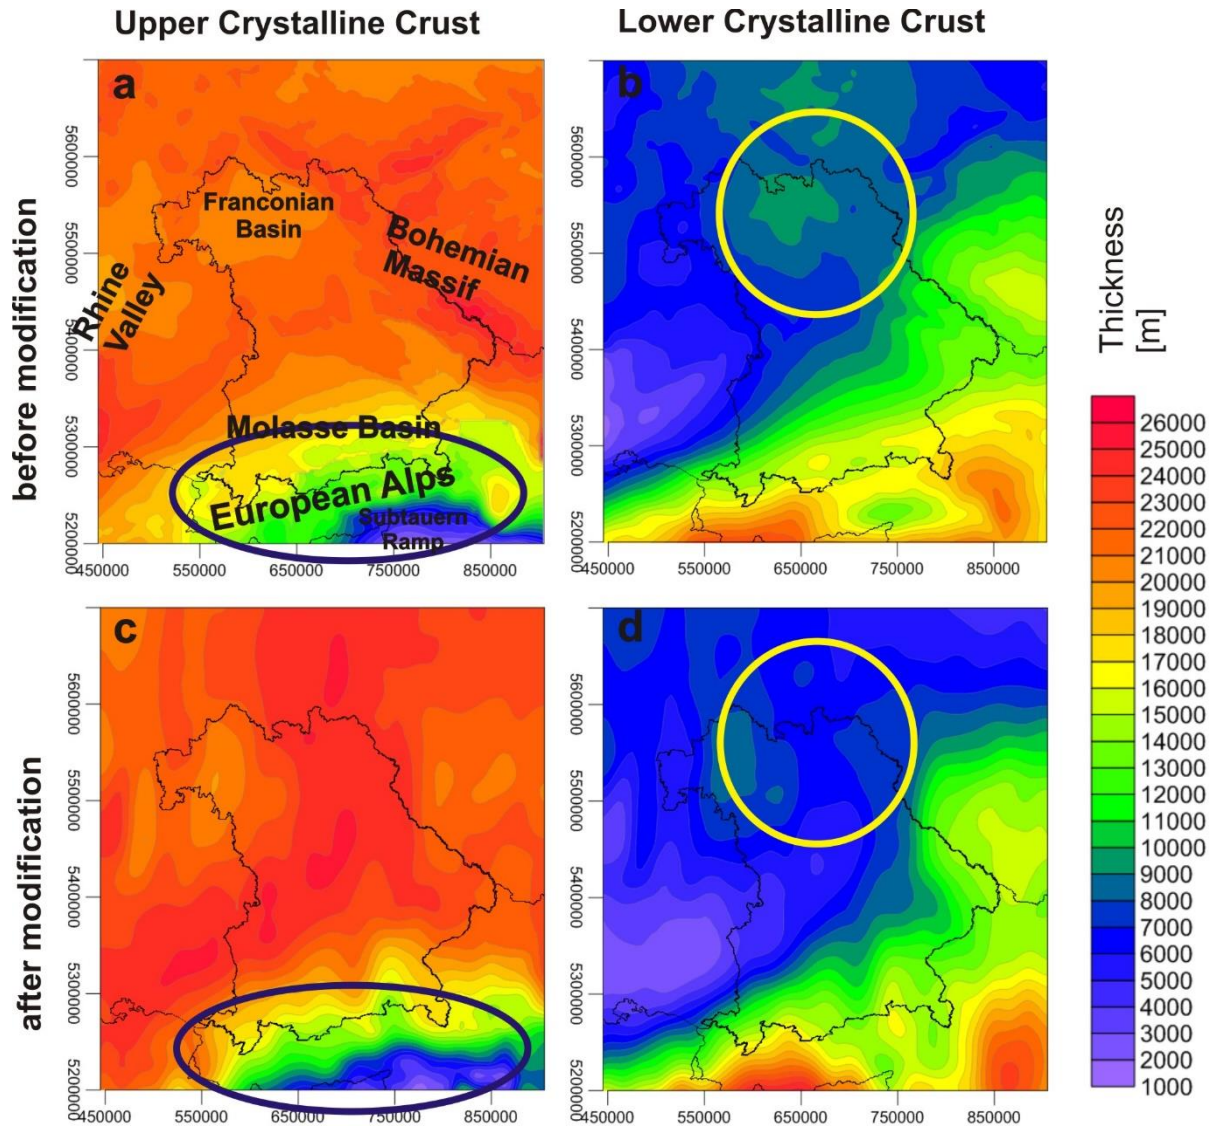 Upper Crystalline Crust
Lower Crystalline Crust
before modification
a
Franconian
Basin
Bohemian
Massif
Rhine
Valley
Molasse Basin
European Alps
Subtauern
Ramp
5600000
5500000
5400000
5300000
5200000
450000 550000 650000 750000 850000
b
5600000
5500000
5400000
5300000
5200000
450000 550000 650000 750000 850000
after modification
c
5600000
5500000
5400000
5300000
5200000
450000 550000 650000 750000 850000
d
5600000
5500000
5400000
5300000
5200000
450000 550000 650000 750000 850000
Thickness
[m]
26000
25000
24000
23000
22000
21000
20000
19000
18000
17000
16000
14000
13000
12000
10000
9000
8000
7000
6000
5000
4000
3000
2000
1000